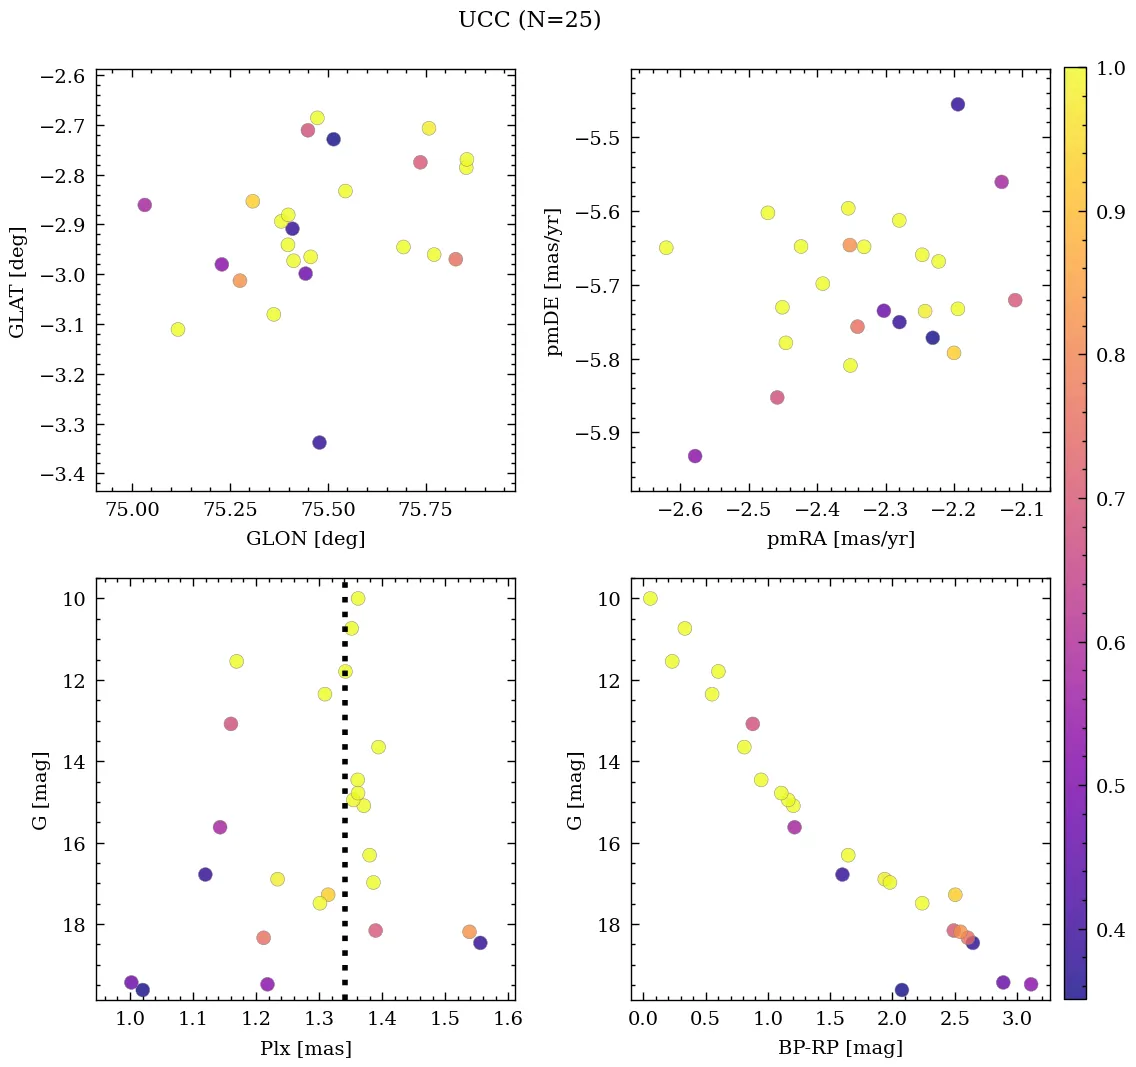 UCC (N=25)
−2.6
−2.7
−2.8
−2.9
−3.0
−3.1
−3.2
−3.3
−3.4
GLAT [deg]
75.00 75.25 75.50 75.75
GLON [deg]
−5.5
−5.6
−5.7
−5.8
−5.9
pmDE [mas/yr]
−2.6 −2.5 −2.4 −2.3 −2.2 −2.1
pmRA [mas/yr]
10
12
14
16
18
G [mag]
1.0 1.1 1.2 1.3 1.4 1.5 1.6
Plx [mas]
10
12
14
16
18
G [mag]
0.0 0.5 1.0 1.5 2.0 2.5 3.0
BP-RP [mag]
1.0
0.9
0.8
0.7
0.6
0.5
0.4